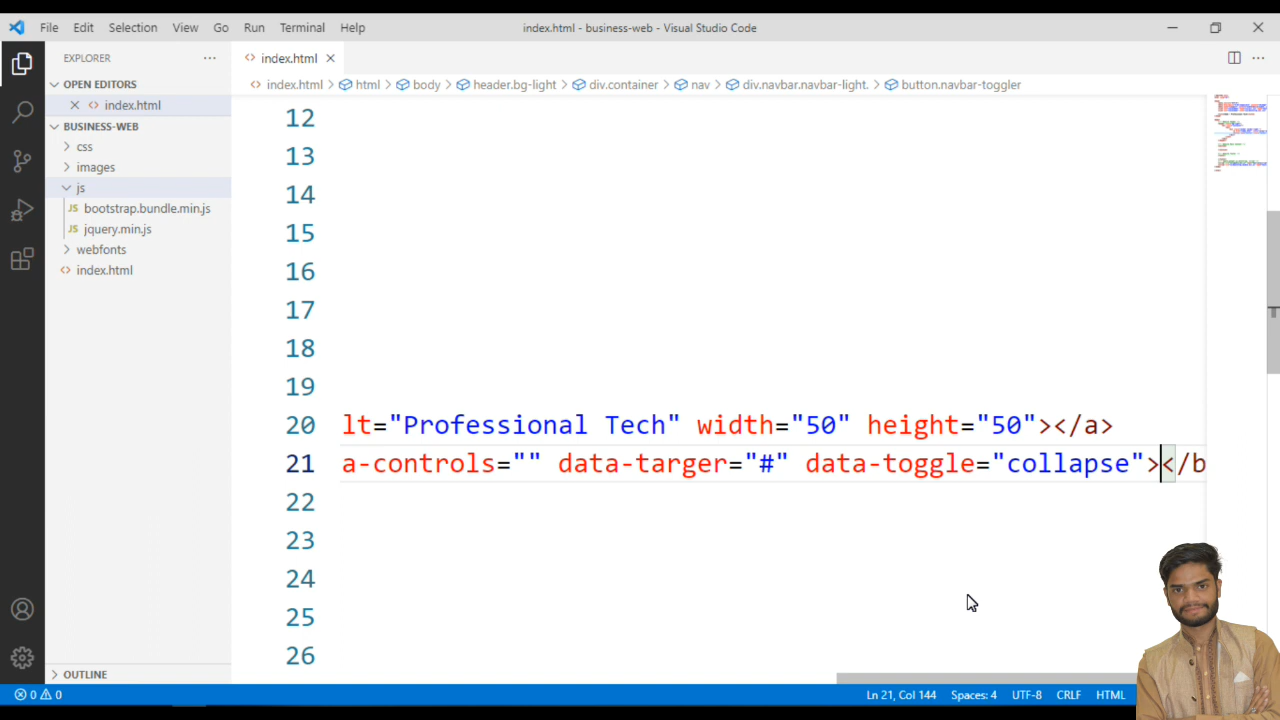 File Edit Selection View Go Run Terminal Help
index.html - business-web - Visual Studio Code
EXPLORER
index.html
OPEN EDITORS
index.html
BUSINESS-WEB
css
images
js
JS bootstrap.bundle.min.js
JS jquery.min.js
webfonts
index.html
OUTLINE
index.html > html > body > header.bg-light > div.container > nav > div.navbar.navbar-light. > button.navbar-toggler
12
13
14
15
16
17
18
19
20 lt="Professional Tech" width="50" height="50"></a>
21 a-controls="" data-targer="#" data-toggle="collapse"></b
22
23
24
25
26
0 0
Ln 21, Col 144 Spaces: 4 UTF-8 CRLF HTML